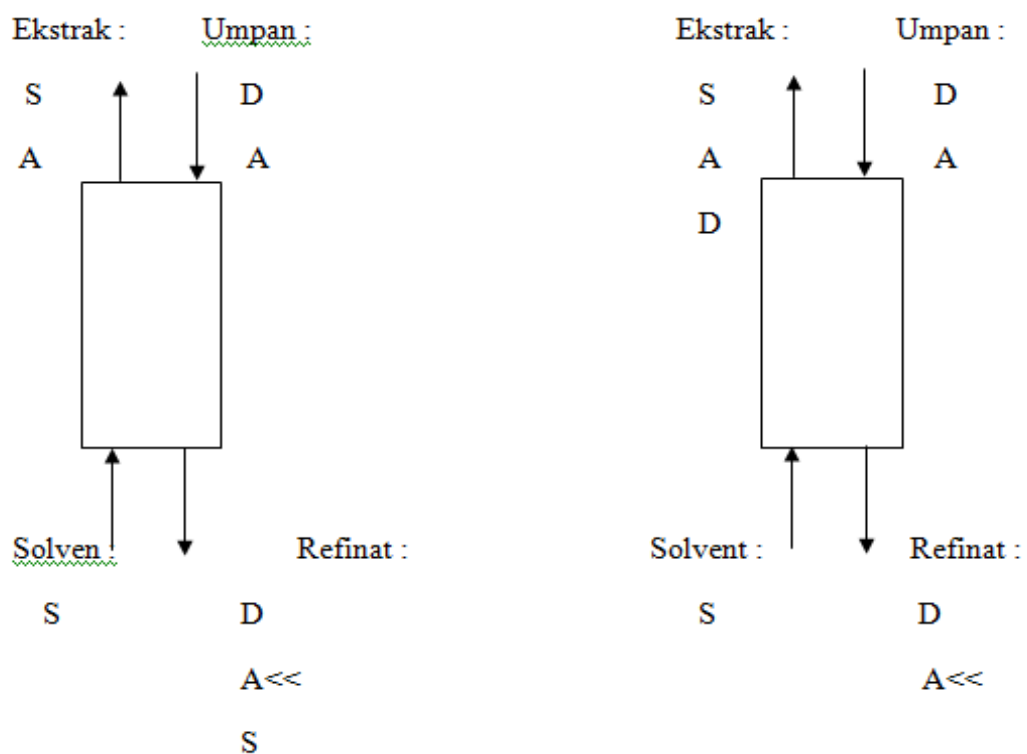 Ekstrak : Umpan :
S D
A A
Solven : Refinat :
S D
A<<
S
Ekstrak : Umpan :
S D
A A
D
Solvent : Refinat :
S D
A<<